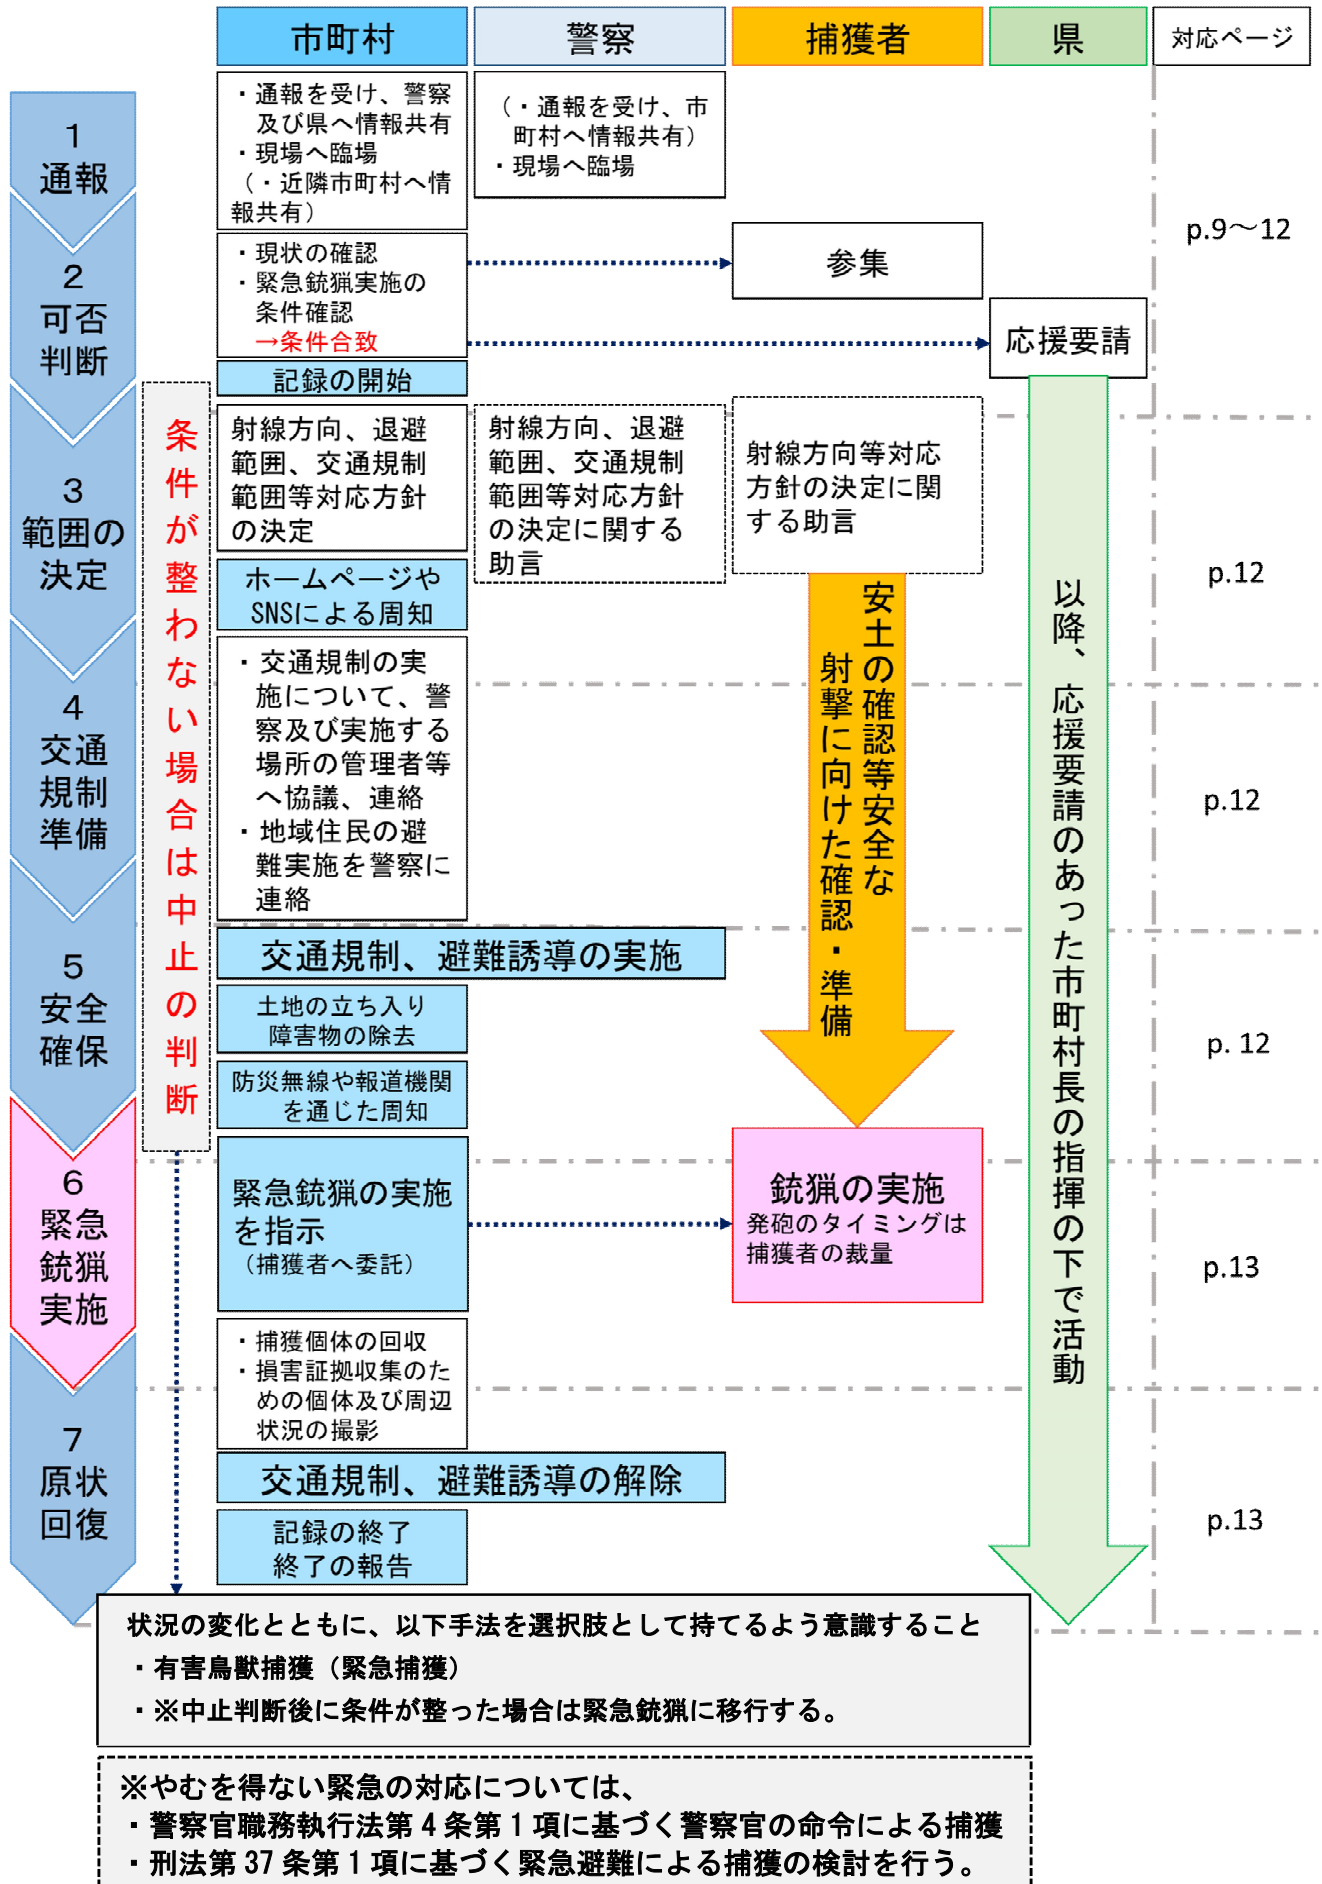 市町村
警察
捕獲者
県
対応ページ
1
通報
・通報を受け、警察
及び県へ情報共有
・現場へ臨場
（・近隣市町村へ情
報共有）
（・通報を受け、市
町村へ情報共有）
・現場へ臨場
p.9～12
2
可否
判断
・現状の確認
・緊急銃猟実施の
条件確認
→条件合致
参集
応援要請
記録の開始
条件が整わない場合は中止の判断
3
範囲の
決定
射線方向、退避
範囲、交通規制
範囲等対応方針
の決定
射線方向、退避
範囲、交通規制
範囲等対応方針
の決定に関する
助言
射線方向等対応
方針の決定に関
する助言
p.12
ホームページや
SNSによる周知
安土の確認等安全な
射撃に向けた確認・準備
以降、応援要請のあった市町村長の指揮の下で活動
4
交通
規制
準備
・交通規制の実
施について、警
察及び実施する
場所の管理者等
へ協議、連絡
・地域住民の避
難実施を警察に
連絡
p.12
5
安全
確保
交通規制、避難誘導の実施
土地の立ち入り
障害物の除去
防災無線や報道機関
を通じた周知
p. 12
6
緊急
銃猟
実施
緊急銃猟の実施
を指示
（捕獲者へ委託）
銃猟の実施
発砲のタイミングは
捕獲者の裁量
p.13
・捕獲個体の回収
・損害証拠収集のた
めの個体及び周辺
状況の撮影
7
原状
回復
交通規制、避難誘導の解除
記録の終了
終了の報告
p.13
状況の変化とともに、以下手法を選択肢として持てるよう意識すること
・有害鳥獣捕獲（緊急捕獲）
・※中止判断後に条件が整った場合は緊急銃猟に移行する。
※やむを得ない緊急の対応については、
・警察官職務執行法第４条第１項に基づく警察官の命令による捕獲
・刑法第 37 条第１項に基づく緊急避難による捕獲の検討を行う。